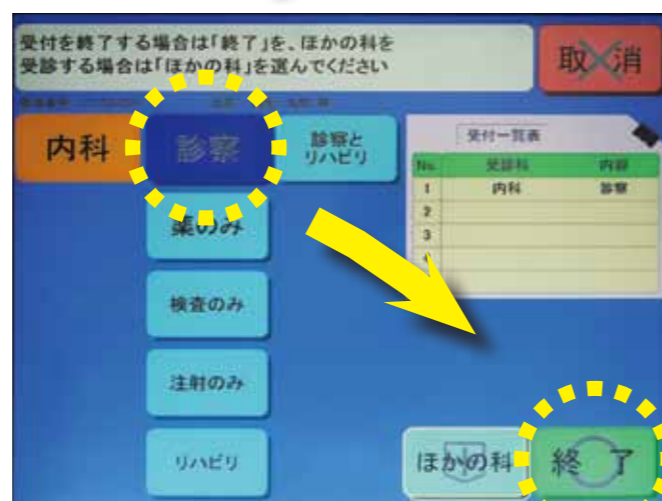 受付を終了する場合は「終了」を、ほかの科を
受診する場合は「ほかの科」を選んでください
取消
内科
診察
診察と
リハビリ
受付一覧表
No. 受診科 内容
1 内科 診察
2
3
4
薬のみ
検査のみ
注射のみ
リハビリ
ほかの科
終了